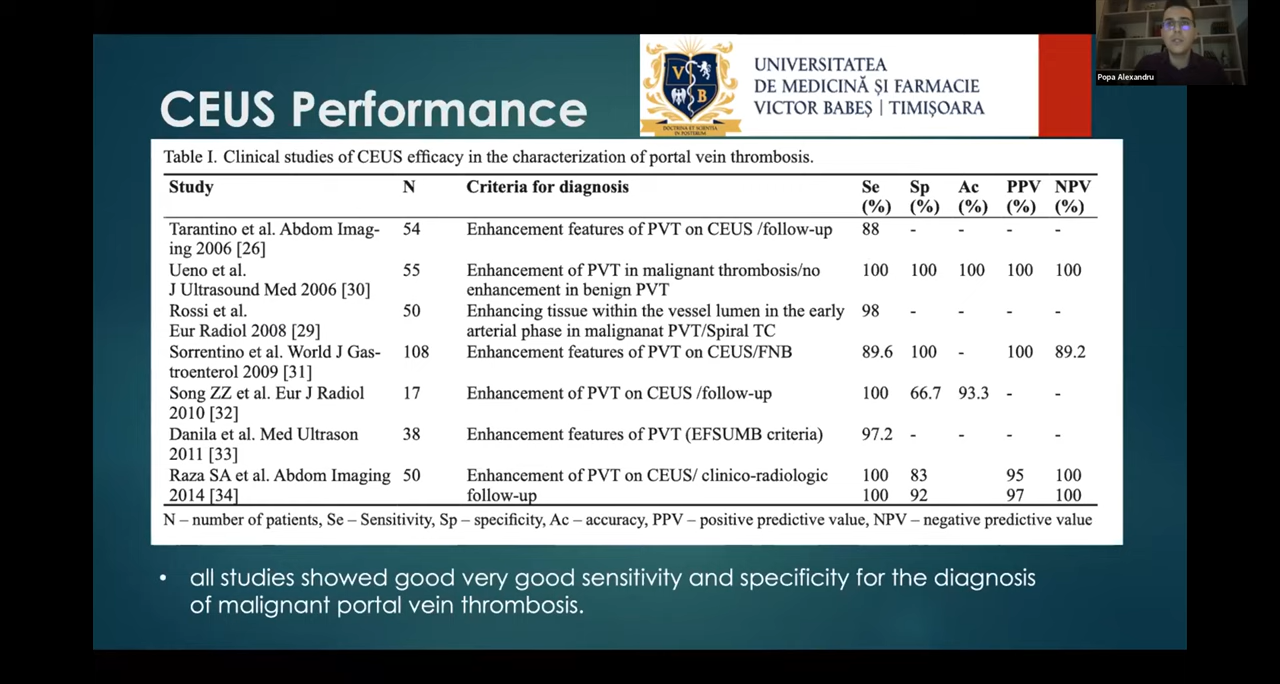 CEUS Performance
UNIVERSITATEA
DE MEDICINĂ ȘI FARMACIE
VICTOR BABEȘ | TIMIȘOARA
V
B
DOCTRINA ET SCIENTIA
IN POSTERUM
Popa Alexandru
Table I. Clinical studies of CEUS efficacy in the characterization of portal vein thrombosis.
Study N Criteria for diagnosis Se Sp Ac PPV NPV
(%) (%) (%) (%) (%)
Tarantino et al. Abdom Imag- 54 Enhancement features of PVT on CEUS /follow-up 88 - - - -
ing 2006 [26]
Ueno et al. 55 Enhancement of PVT in malignant thrombosis/no 100 100 100 100 100
J Ultrasound Med 2006 [30] enhancement in benign PVT
Rossi et al. 50 Enhancing tissue within the vessel lumen in the early 98 - - - -
Eur Radiol 2008 [29] arterial phase in malignanat PVT/Spiral TC
Sorrentino et al. World J Gas- 108 Enhancement features of PVT on CEUS/FNB 89.6 100 - 100 89.2
troenterol 2009 [31]
Song ZZ et al. Eur J Radiol 17 Enhancement of PVT on CEUS /follow-up 100 66.7 93.3 - -
2010 [32]
Danila et al. Med Ultrason 38 Enhancement features of PVT (EFSUMB criteria) 97.2 - - - -
2011 [33]
Raza SA et al. Abdom Imaging 50 Enhancement of PVT on CEUS/ clinico-radiologic 100 83 95 100
2014 [34] follow-up 100 92 97 100
N – number of patients, Se – Sensitivity, Sp – specificity, Ac – accuracy, PPV – positive predictive value, NPV – negative predictive value
• all studies showed good very good sensitivity and specificity for the diagnosis
of malignant portal vein thrombosis.